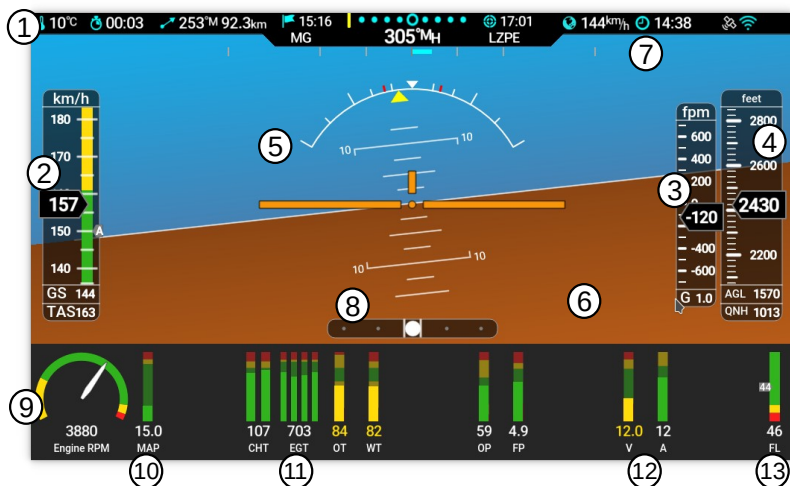 1 10°C 00:03 253°M 92.3km 15:16 17:01 144km/h 14:38
MG 305°MH LZPE
7
km/h
180
170
2
160
157
150
A
140
GS 144
TAS163
5
10 10
10 10
8
6
fpm
600
400
200
3
0
-120
-400
-600
G 1.0
feet
2800
4
2600
2430
2200
AGL 1570
QNH 1013
9
3880
Engine RPM
15.0
MAP
10
107
CHT
703
EGT
11
84
OT
82
WT
59
OP
4.9
FP
12.0
V
12
A
12
44
46
FL
13